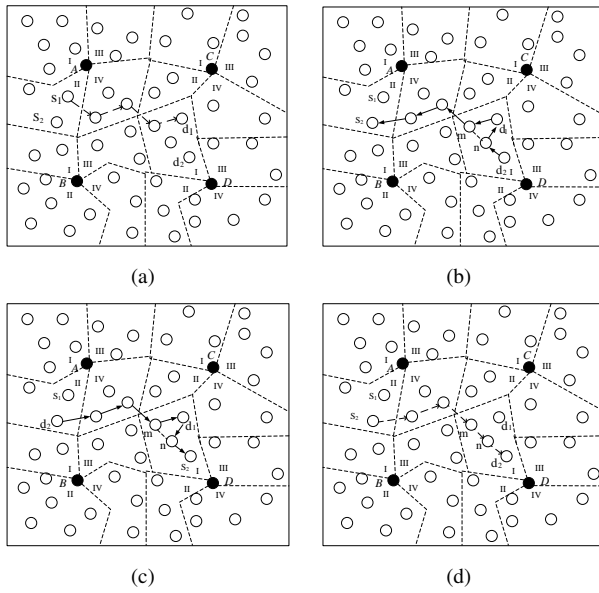 C
III I III
I A
II IV II IV
S₁
S₂ d₁
d₂
I III I III
B IV D
II II IV
(a)
C
III I III
I A
II IV II IV
S₁
S₂ m d₁
n
d₂
I III I III
B IV D
II II IV
(b)
C
III I III
I A
II IV II IV
S₁
d₂ m d₁
n
S₂
I III I III
B IV D
II II IV
(c)
C
III I III
I A
II IV II IV
S₁
S₂ m
n
d₂
I III I III
B IV D
II II IV
(d)